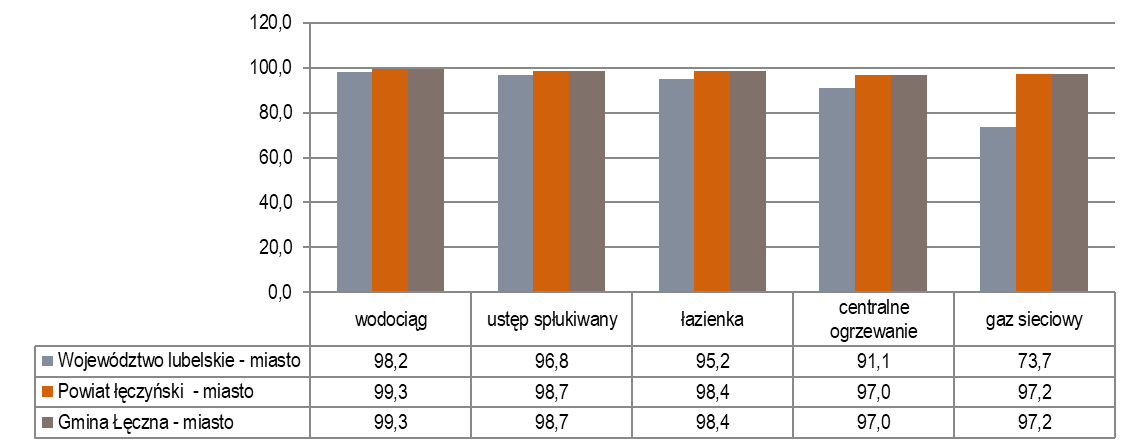 120,0
100,0
80,0
60,0
40,0
20,0
0,0
wodociąg
ustęp spłukiwany
łazienka
centralne
ogrzewanie
gaz sieciowy
Województwo lubelskie - miasto 98,2 96,8 95,2 91,1 73,7
Powiat łęczyński - miasto 99,3 98,7 98,4 97,0 97,2
Gmina Łęczna - miasto 99,3 98,7 98,4 97,0 97,2